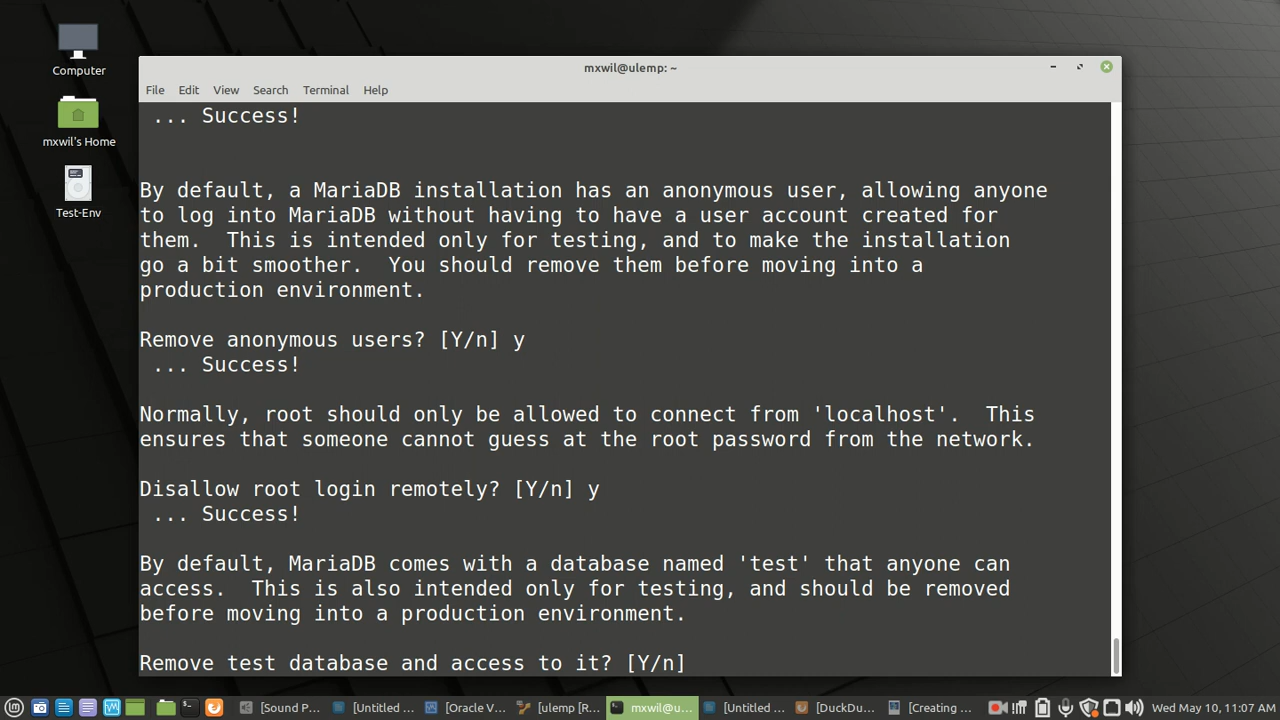 Computer
mxwil's Home
Test-Env
mxwil@ulemp: ~
File Edit View Search Terminal Help
... Success!
By default, a MariaDB installation has an anonymous user, allowing anyone
to log into MariaDB without having to have a user account created for
them.  This is intended only for testing, and to make the installation
go a bit smoother.  You should remove them before moving into a
production environment.
Remove anonymous users? [Y/n] y
... Success!
Normally, root should only be allowed to connect from 'localhost'.  This
ensures that someone cannot guess at the root password from the network.
Disallow root login remotely? [Y/n] y
... Success!
By default, MariaDB comes with a database named 'test' that anyone can
access.  This is also intended only for testing, and should be removed
before moving into a production environment.
Remove test database and access to it? [Y/n]
[Sound P... [Untitled ... [Oracle V... [ulemp [R... mxwil@u... [Untitled ... [DuckDu... [Creating ... Wed May 10, 11:07 AM